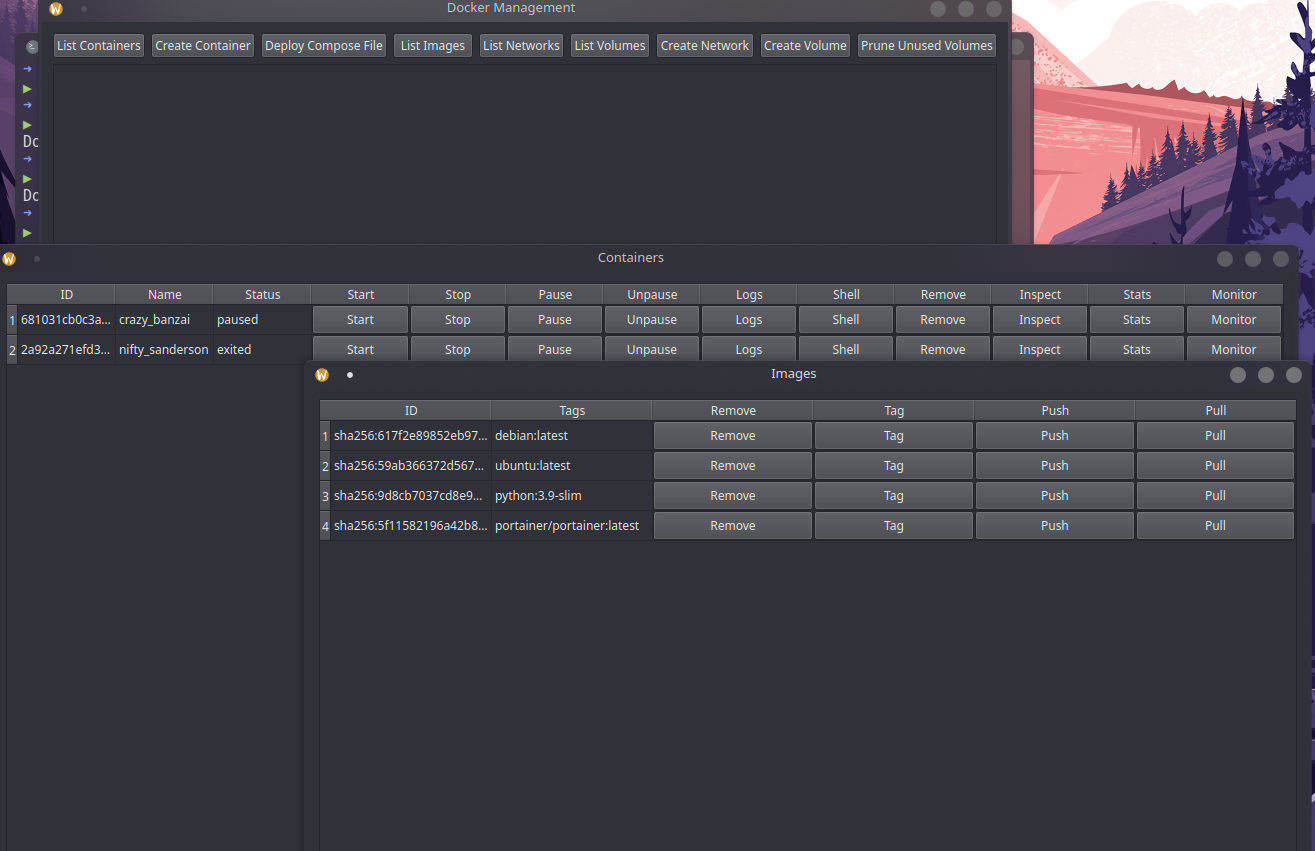 Docker Management
List Containers Create Container Deploy Compose File List Images List Networks List Volumes Create Network Create Volume Prune Unused Volumes
Dc
Dc
Containers
ID Name Status Start Stop Pause Unpause Logs Shell Remove Inspect Stats Monitor
1 681031cb0c3a... crazy_banzai paused Start Stop Pause Unpause Logs Shell Remove Inspect Stats Monitor
2 2a92a271efd3... nifty_sanderson exited Start Stop Pause Unpause Logs Shell Remove Inspect Stats Monitor
Images
ID Tags Remove Tag Push Pull
1 sha256:617f2e89852eb97... debian:latest Remove Tag Push Pull
2 sha256:59ab366372d567... ubuntu:latest Remove Tag Push Pull
3 sha256:9d8cb7037cd8e9... python:3.9-slim Remove Tag Push Pull
4 sha256:5f11582196a42b8... portainer/portainer:latest Remove Tag Push Pull